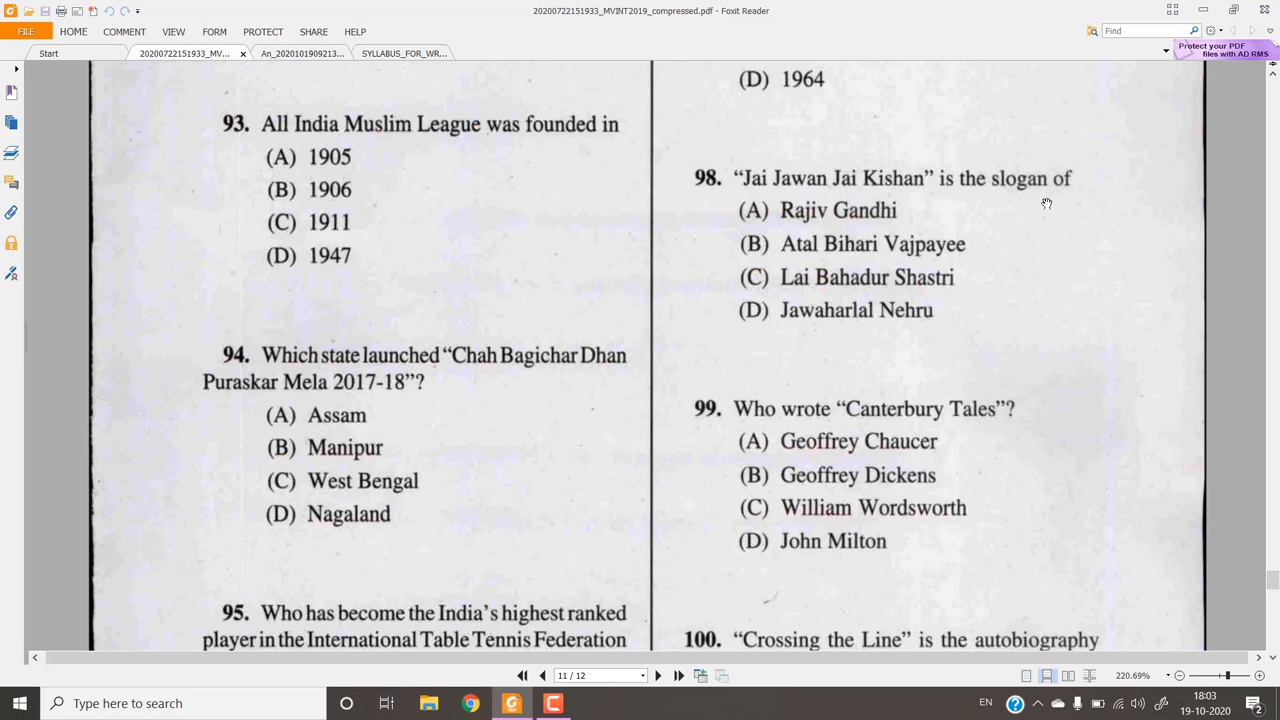 20200722151933_MVINT2019_compressed.pdf - Foxit Reader
FILE HOME COMMENT VIEW FORM PROTECT SHARE HELP
Find
Start 20200722151933_MV... An_2020101909213... SYLLABUS_FOR_WR...
Protect your PDF
files with AD RMS
93. All India Muslim League was founded in
(A) 1905
(B) 1906
(C) 1911
(D) 1947
94. Which state launched “Chah Bagichar Dhan
Puraskar Mela 2017-18”?
(A) Assam
(B) Manipur
(C) West Bengal
(D) Nagaland
95. Who has become the India’s highest ranked
player in the International Table Tennis Federation
(D) 1964
98. “Jai Jawan Jai Kishan” is the slogan of
(A) Rajiv Gandhi
(B) Atal Bihari Vajpayee
(C) Lai Bahadur Shastri
(D) Jawaharlal Nehru
99. Who wrote “Canterbury Tales”?
(A) Geoffrey Chaucer
(B) Geoffrey Dickens
(C) William Wordsworth
(D) John Milton
100. “Crossing the Line” is the autobiography
11 / 12
220.69%
Type here to search
EN
18:03
19-10-2020
2